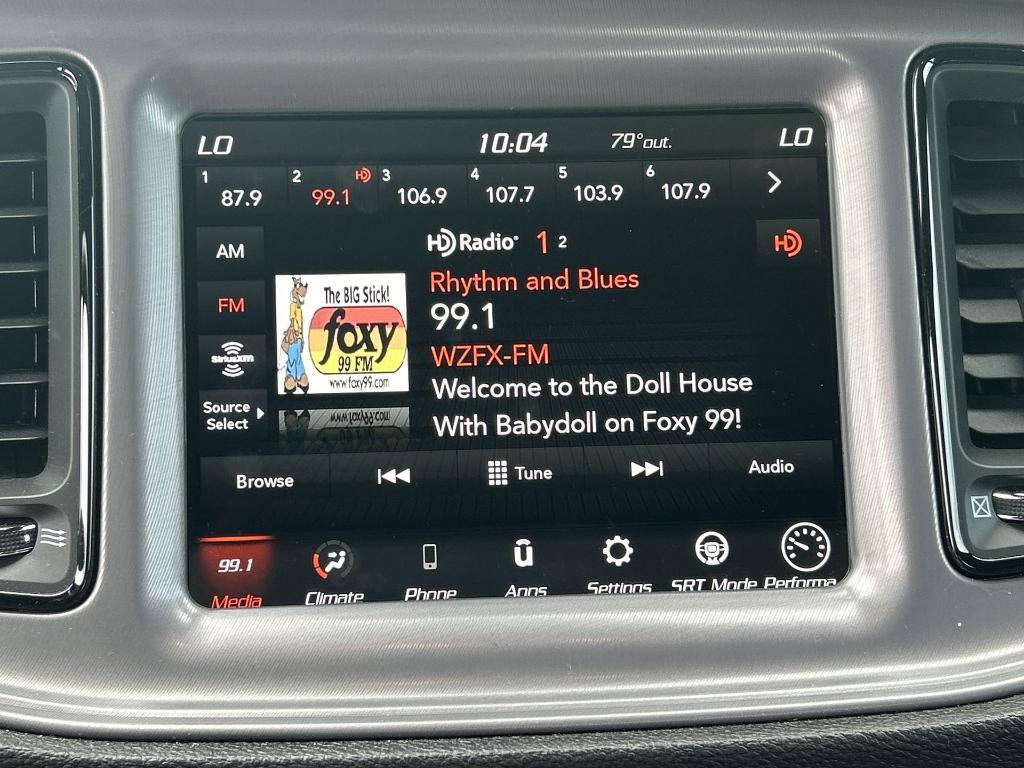 LO 10:04 79°out. LO
1 87.9 2 99.1 HD 3 106.9 4 107.7 5 103.9 6 107.9
AM
HD Radio 1 2
HD
FM
The BIG Stick!
foxy
99 FM
www.foxy99.com
Rhythm and Blues
99.1
WZFX-FM
Welcome to the Doll House
With Babydoll on Foxy 99!
SiriusXM
Source
Select
Browse Tune Audio
99.1
Media Climate Phone Apps Settings SRT Mode Performa